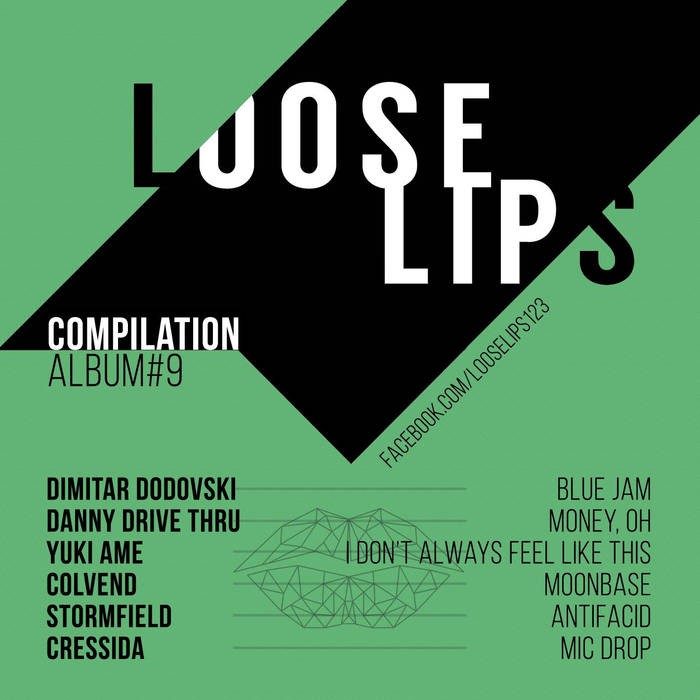 LOOSE
LIPS
COMPILATION
ALBUM#9
FACEBOOK.COM/LOOSELIPS123
DIMITAR DODOVSKI BLUE JAM
DANNY DRIVE THRU MONEY, OH
YUKI AME I DON'T ALWAYS FEEL LIKE THIS
COLVEND MOONBASE
STORMFIELD ANTIFACID
CRESSIDA MIC DROP